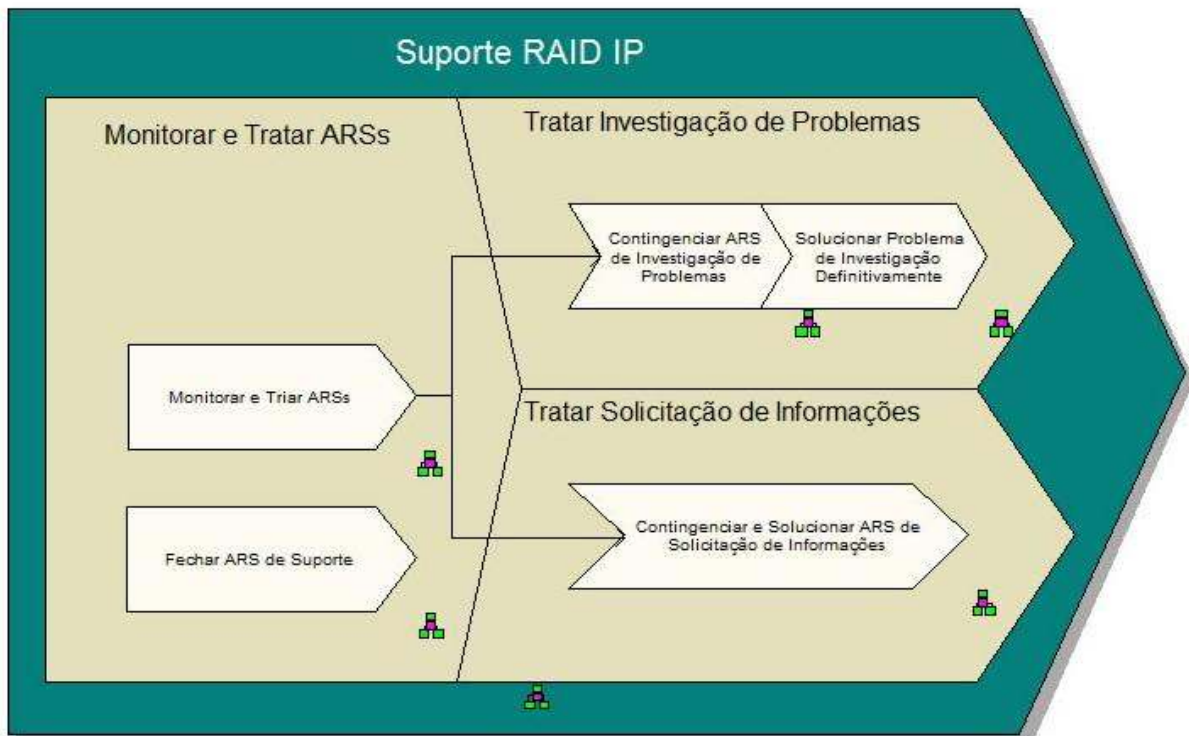 Suporte RAID IP
Monitorar e Tratar ARSs
Tratar Investigação de Problemas
Contingenciar ARS
de Investigação de
Problemas
Solucionar Problema
de Investigação
Definitivamente
Monitorar e Triar ARSs
Tratar Solicitação de Informações
Fechar ARS de Suporte
Contingenciar e Solucionar ARS de
Solicitação de Informações